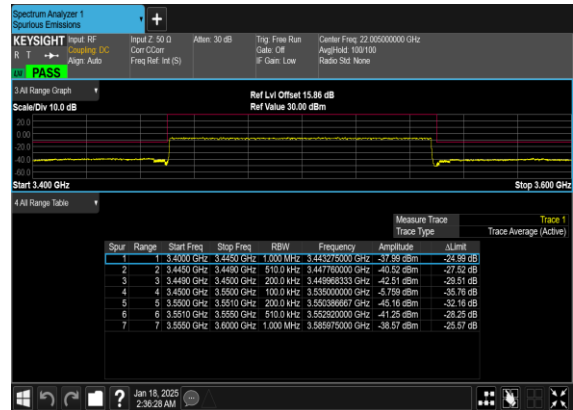 Spectrum Analyzer 1
Spurious Emissions
+
KEYSIGHT Input: RF Input Z: 50 Ω Atten: 30 dB Trig: Free Run Center Freq: 22.005000000 GHz
R T Coupling: DC Corr CCorr Gate: Off Avg|Hold: 100/100
Align: Auto Freq Ref: Int (S) IF Gain: Low Radio Std: None
PASS
3 All Range Graph
Ref Lvl Offset 15.86 dB
Scale/Div 10.0 dB Ref Value 30.00 dBm
20.0
0.00
-20.0
-40.0
-60.0
Start 3.400 GHz Stop 3.600 GHz
4 All Range Table
Measure Trace Trace 1
Trace Type Trace Average (Active)
Spur Range Start Freq Stop Freq RBW Frequency Amplitude ΔLimit
1 1 3.4000 GHz 3.4450 GHz 1.000 MHz 3.443275000 GHz -37.99 dBm -24.99 dB
2 2 3.4450 GHz 3.4490 GHz 510.0 kHz 3.447760000 GHz -40.52 dBm -27.52 dB
3 3 3.4490 GHz 3.4500 GHz 200.0 kHz 3.449968333 GHz -42.51 dBm -29.51 dB
4 4 3.4500 GHz 3.5500 GHz 100.0 kHz 3.535000000 GHz -5.759 dBm -35.76 dB
5 5 3.5500 GHz 3.5510 GHz 200.0 kHz 3.550386667 GHz -45.16 dBm -32.16 dB
6 6 3.5510 GHz 3.5550 GHz 510.0 kHz 3.552920000 GHz -41.25 dBm -28.25 dB
7 7 3.5550 GHz 3.6000 GHz 1.000 MHz 3.585975000 GHz -38.57 dBm -25.57 dB
? Jan 18, 2025
2:36:28 AM